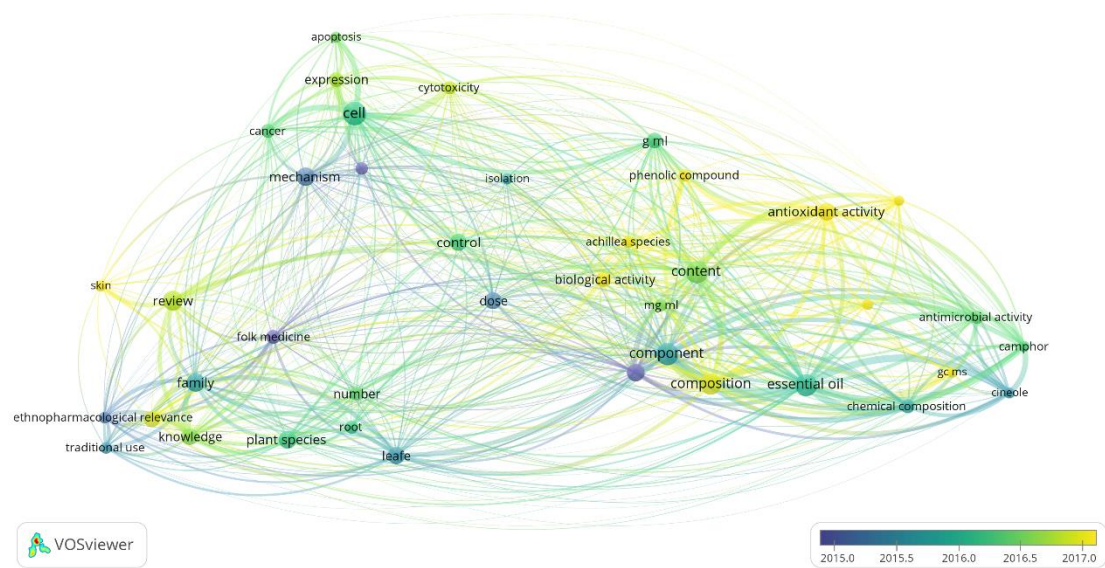 apoptosis
expression
cytotoxicity
cell
cancer
g ml
mechanism
isolation
phenolic compound
antioxidant activity
control
achillea species
content
biological activity
skin
review
dose
mg ml
folk medicine
antimicrobial activity
camphor
component
family
composition
essential oil
gc ms
number
cineole
chemical composition
ethnopharmacological relevance
root
knowledge
plant species
traditional use
leafe
VOSviewer
2015.0 2015.5 2016.0 2016.5 2017.0